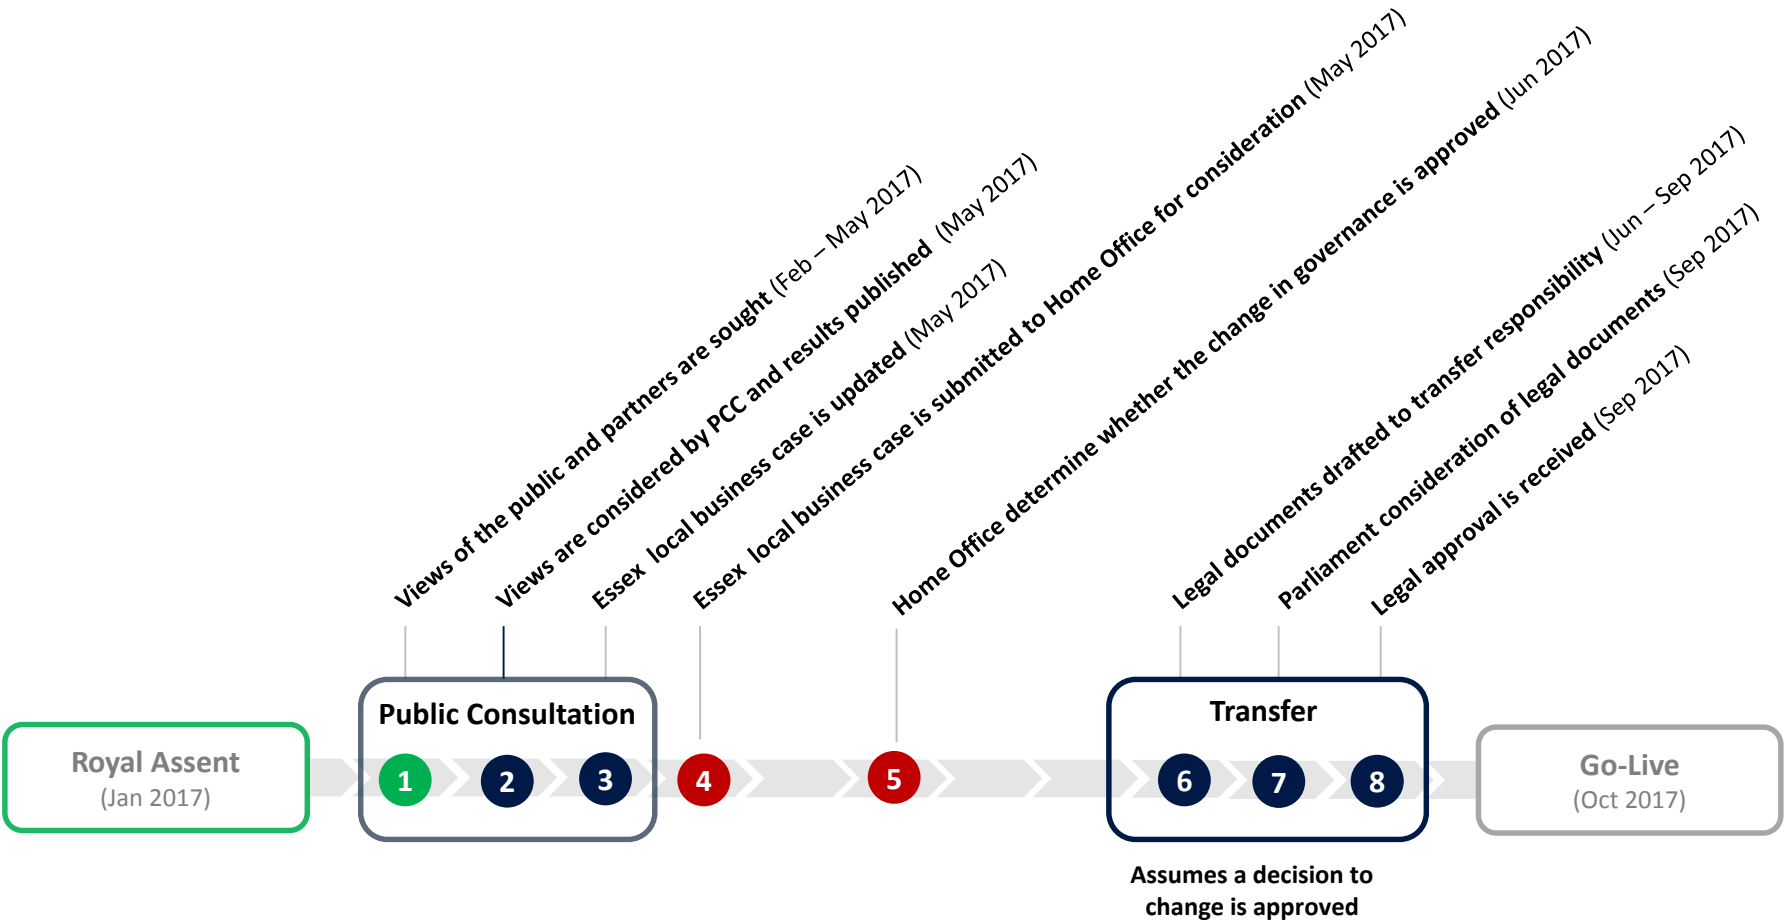 Views of the public and partners are sought (Feb – May 2017)
Views are considered by PCC and results published (May 2017)
Essex local business case is updated (May 2017)
Essex local business case is submitted to Home Office for consideration (May 2017)
Home Office determine whether the change in governance is approved (Jun 2017)
Legal documents drafted to transfer responsibility (Jun – Sep 2017)
Parliament consideration of legal documents (Sep 2017)
Legal approval is received (Sep 2017)
Royal Assent
(Jan 2017)
Public Consultation
1
2
3
4
5
Transfer
6
7
8
Go-Live
(Oct 2017)
Assumes a decision to
change is approved